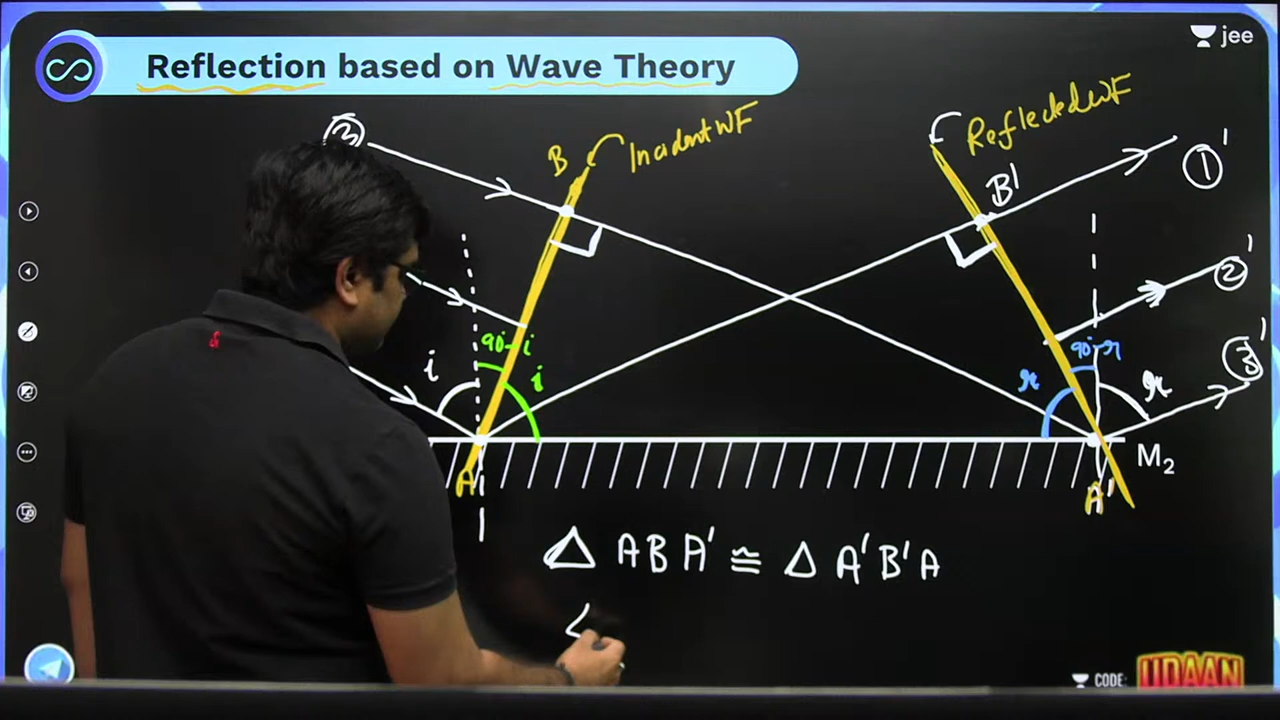 Reflection based on Wave Theory
jee
3
B
Incident WF
Reflected WF
B'
1'
2'
3'
i
90-i
i
r
90-r
r
A
A'
M₂
Δ ABA' ≅ Δ A'B'A
CODE: UDAAN